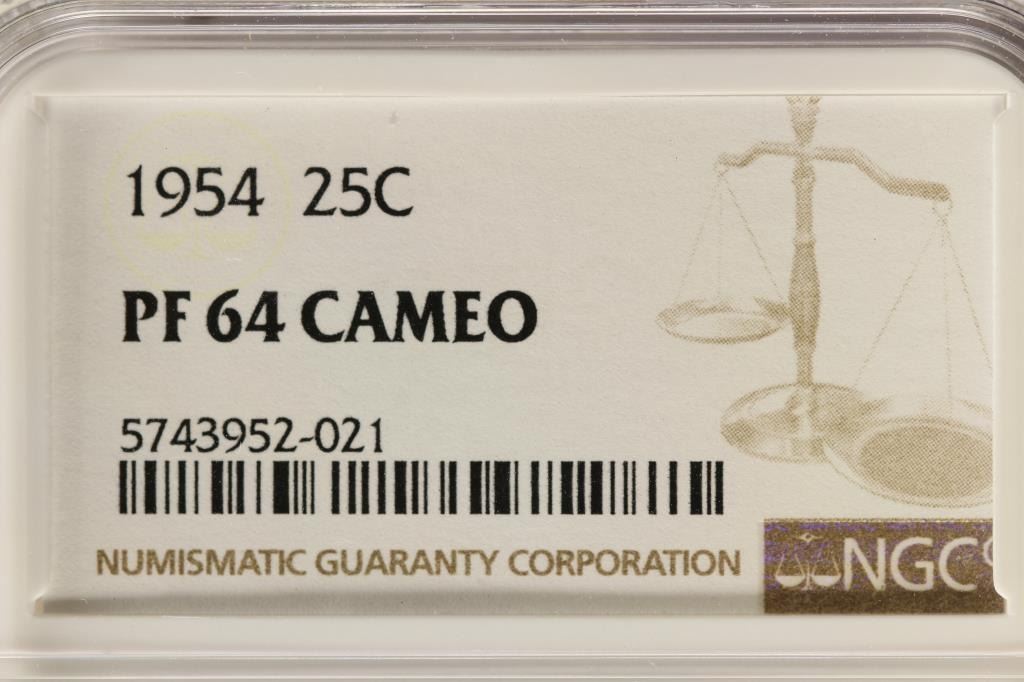 1954 25C
PF 64 CAMEO
5743952-021
NUMISMATIC GUARANTY CORPORATION
NGC